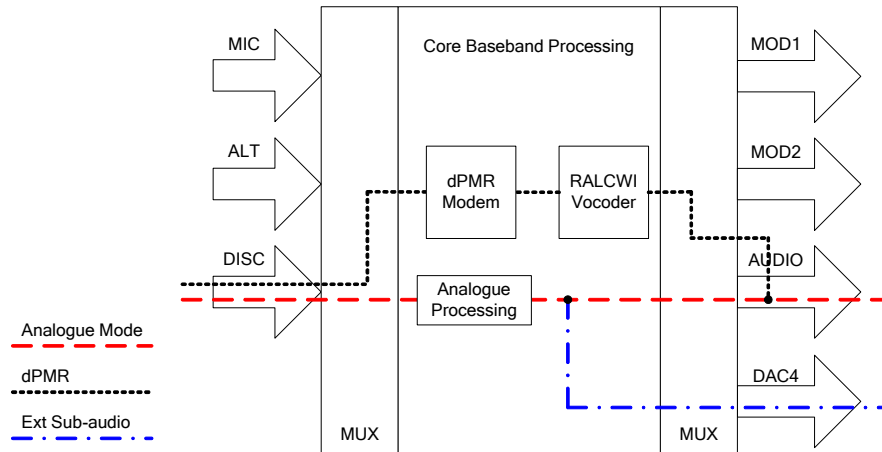 MIC
Core Baseband Processing
MOD1
ALT
dPMR
Modem
RALCWI
Vocoder
MOD2
DISC
Analogue
Processing
AUDIO
Analogue Mode
dPMR
Ext Sub-audio
MUX
MUX
DAC4